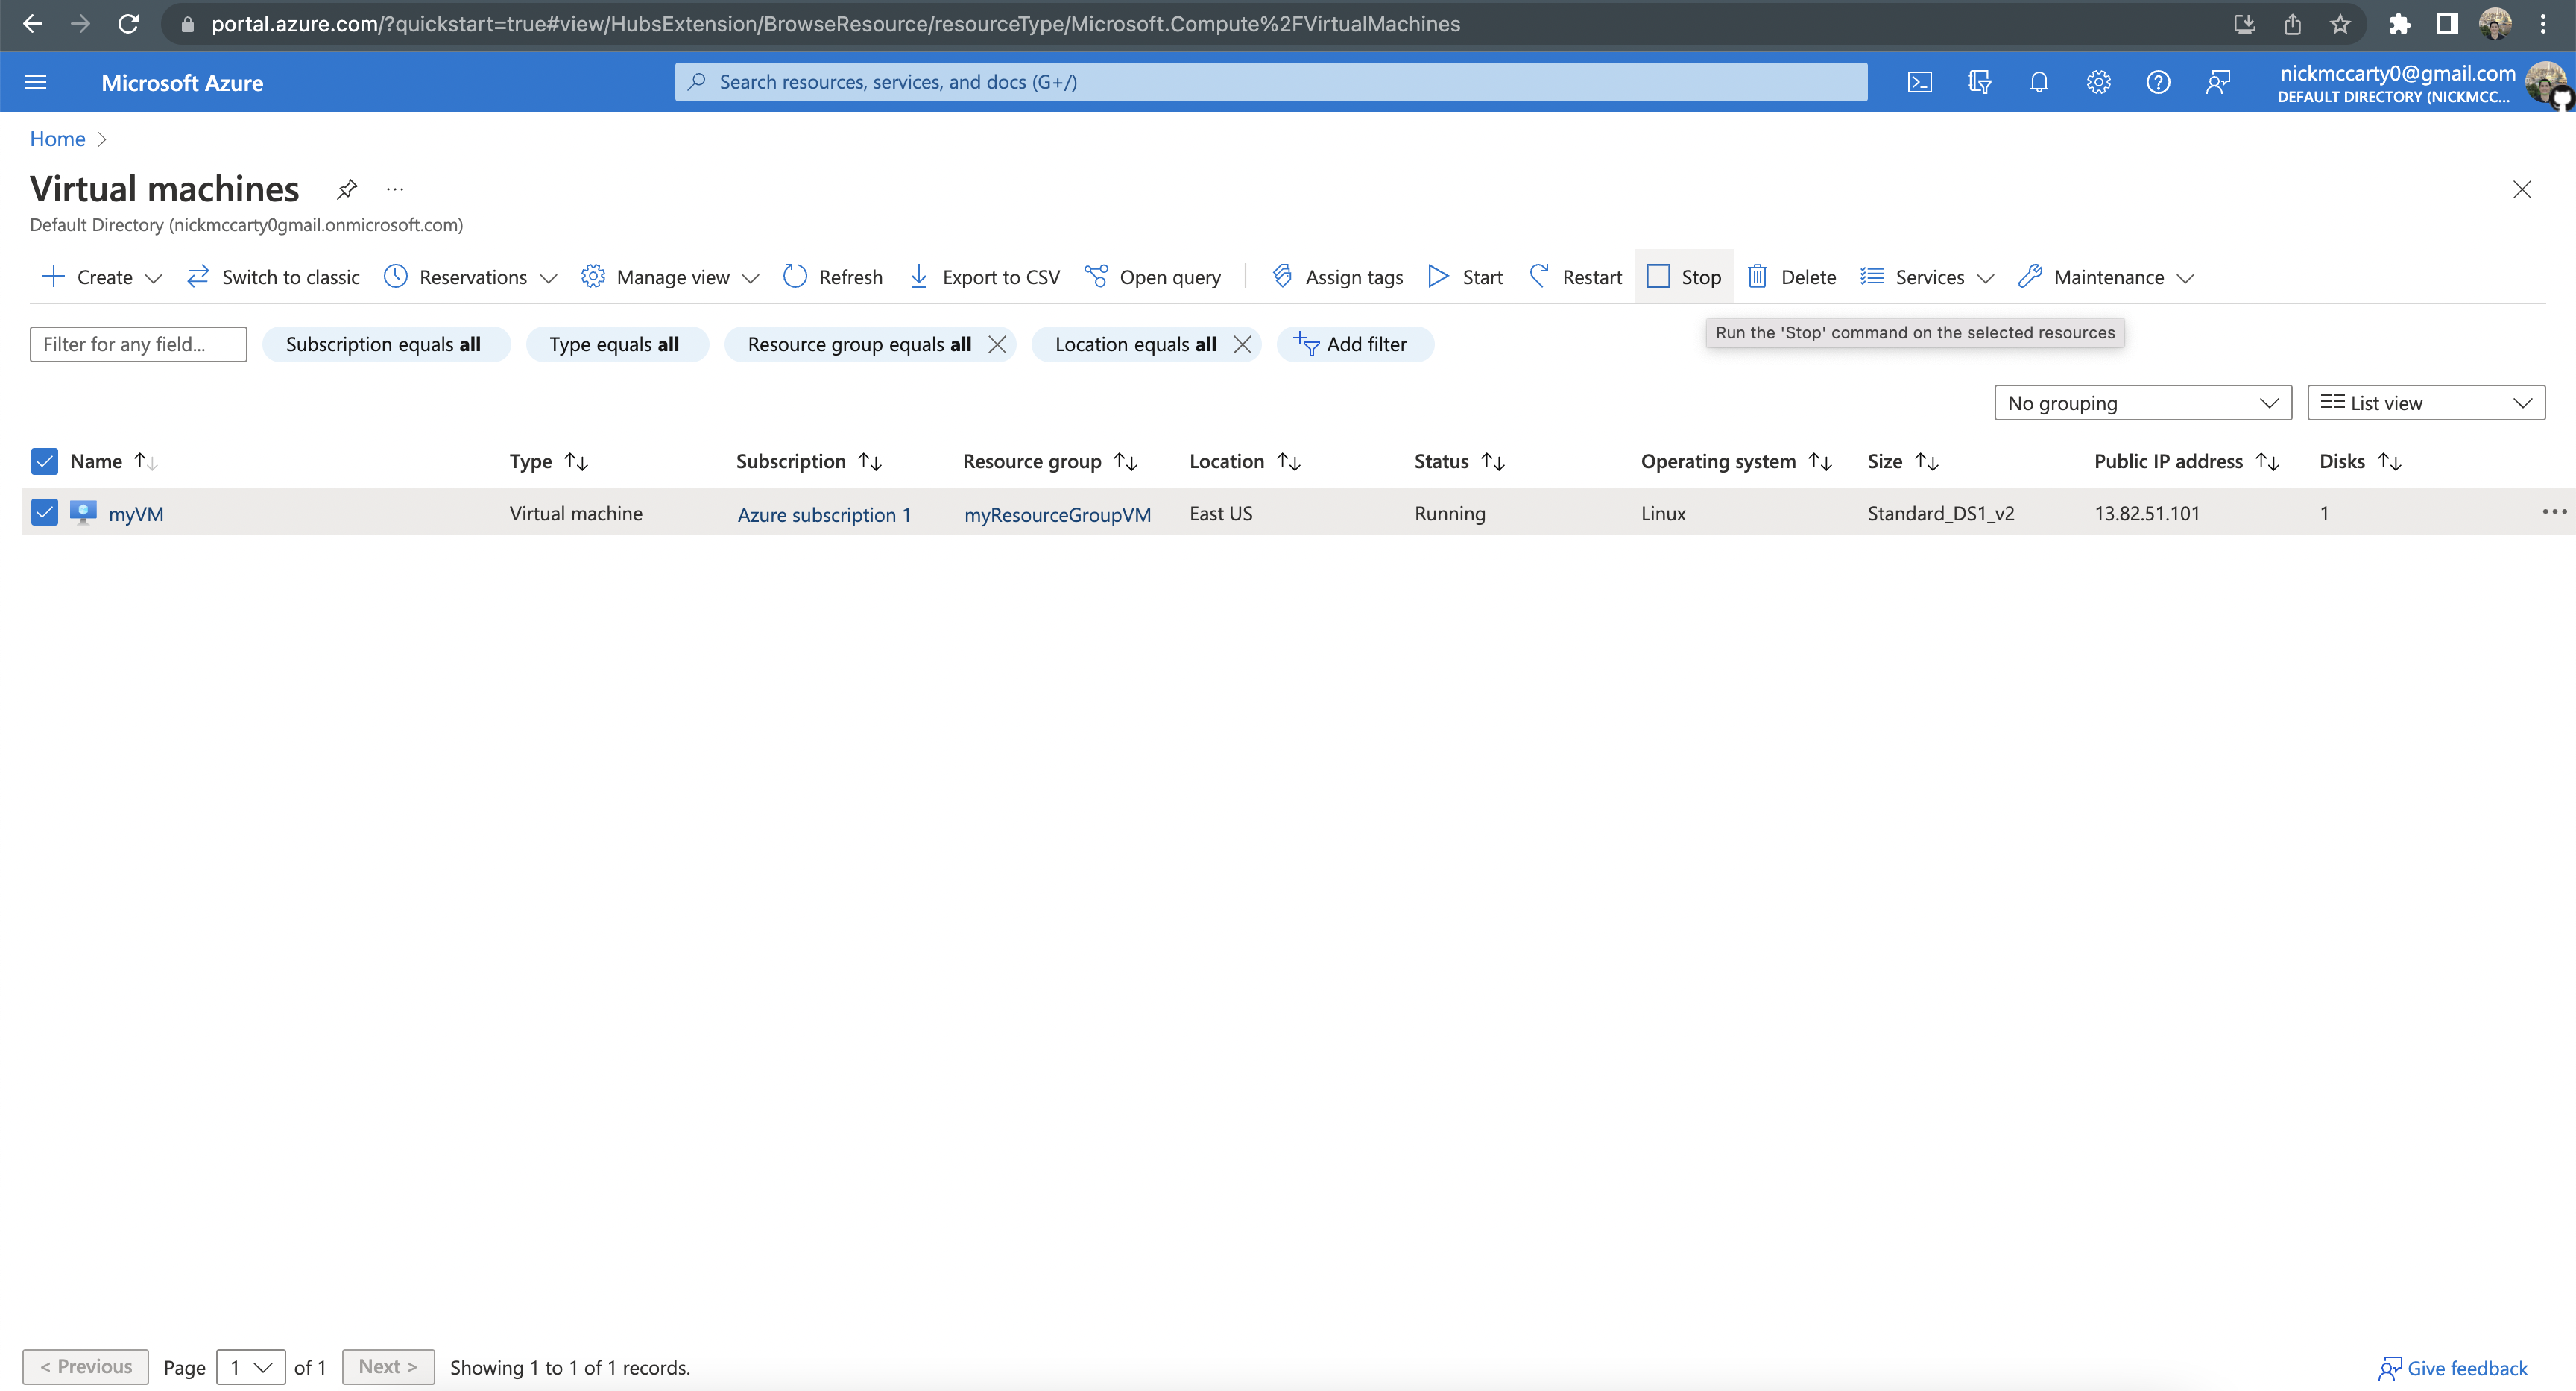 portal.azure.com/?quickstart=true#view/HubsExtension/BrowseResource/resourceType/Microsoft.Compute%2FVirtualMachines
Microsoft Azure
Search resources, services, and docs (G+/)
nickmccarty0@gmail.com
DEFAULT DIRECTORY (NICKMCC...
Home
Virtual machines
Default Directory (nickmccarty0gmail.onmicrosoft.com)
Create Switch to classic Reservations Manage view Refresh Export to CSV Open query Assign tags Start Restart Stop Delete Services Maintenance
Run the 'Stop' command on the selected resources
Filter for any field... Subscription equals all Type equals all Resource group equals all Location equals all Add filter
No grouping List view
Name Type Subscription Resource group Location Status Operating system Size Public IP address Disks
myVM Virtual machine Azure subscription 1 myResourceGroupVM East US Running Linux Standard_DS1_v2 13.82.51.101 1
< Previous Page 1 of 1 Next > Showing 1 to 1 of 1 records. Give feedback